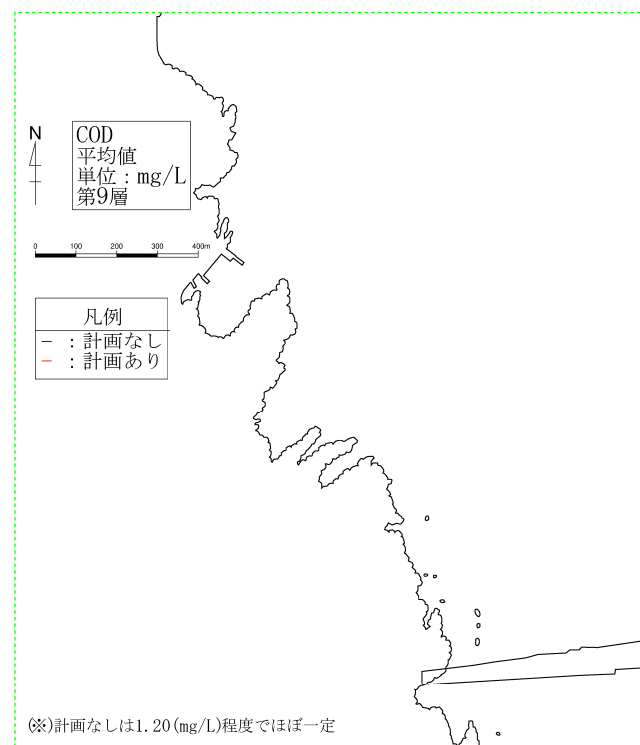 COD
平均値
単位：mg/L
第9層
N
0 100 200 300 400m
凡例
− ：計画なし
− ：計画あり
(※)計画なしは1.20(mg/L)程度でほぼ一定